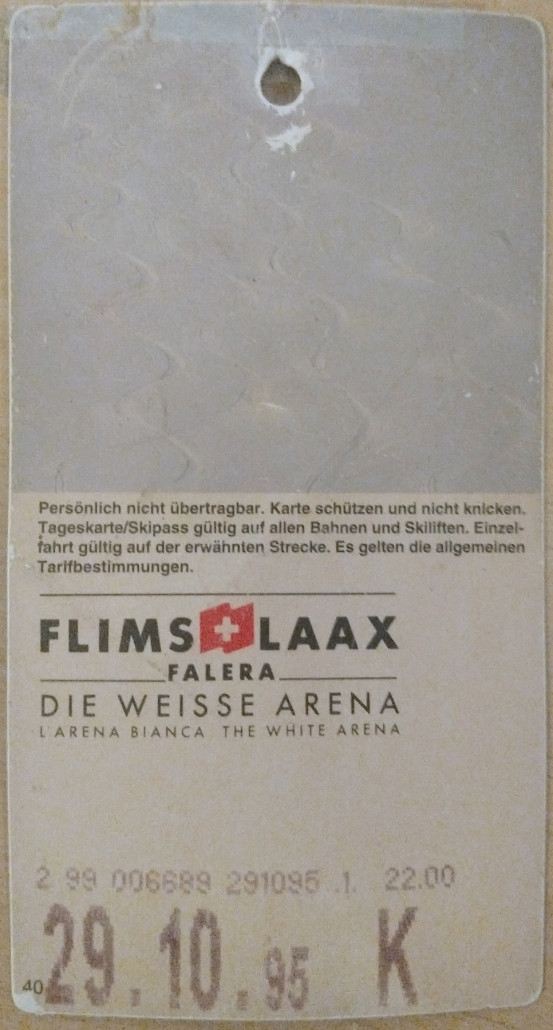 Persönlich nicht übertragbar. Karte schützen und nicht knicken.
Tageskarte/Skipass gültig auf allen Bahnen und Skiliften. Einzel-
fahrt gültig auf der erwähnten Strecke. Es gelten die allgemeinen
Tarifbestimmungen.
FLIMS LAAX
FALERA
DIE WEISSE ARENA
L'ARENA BIANCA THE WHITE ARENA
2 99 006689 291095 .1. 22.00
29.10.95 K
40